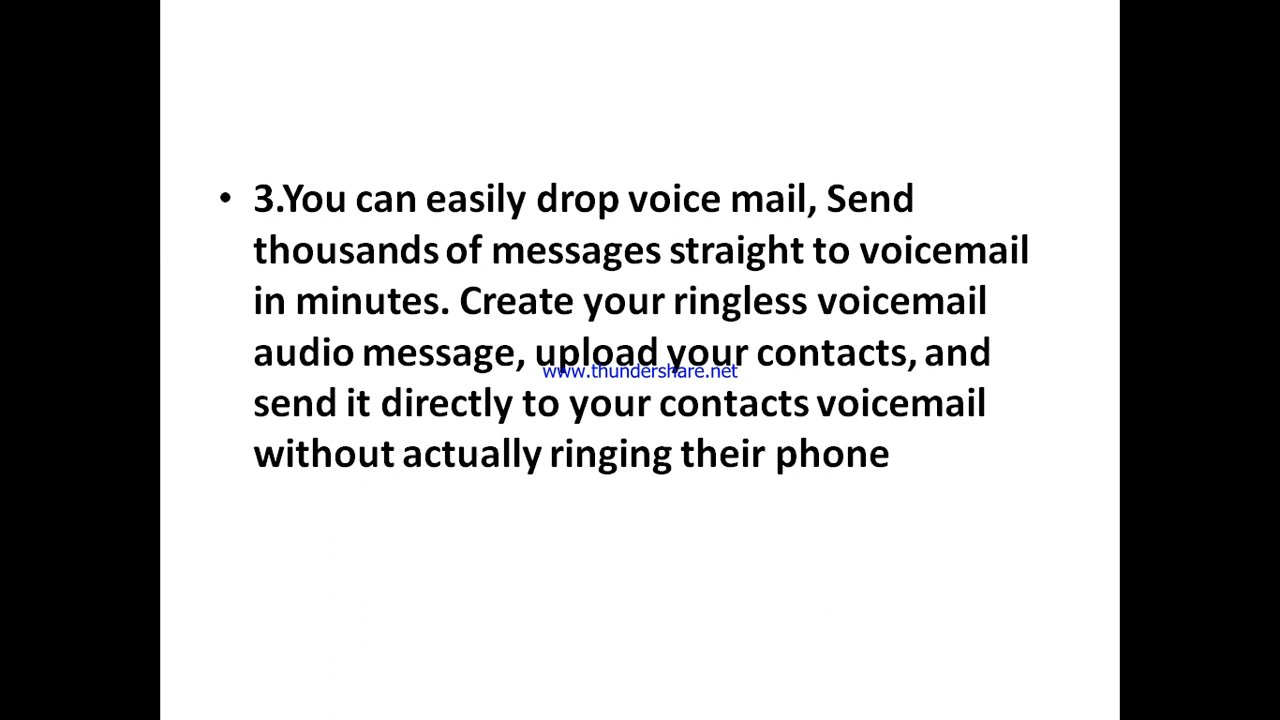 • 3.You can easily drop voice mail, Send
thousands of messages straight to voicemail
in minutes. Create your ringless voicemail
audio message, upload your contacts, and
www.thundershare.net
send it directly to your contacts voicemail
without actually ringing their phone